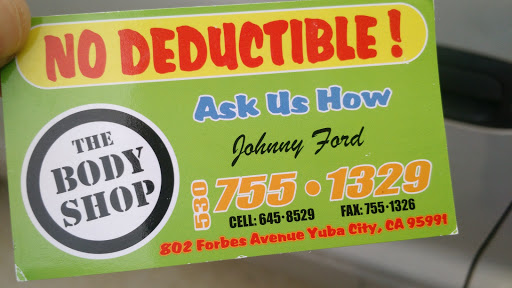 NO DEDUCTIBLE!
Ask Us How
Johnny Ford
THE
BODY
SHOP
530 755•1329
CELL: 645•8529 FAX: 755•1326
802 Forbes Avenue Yuba City, CA 95991